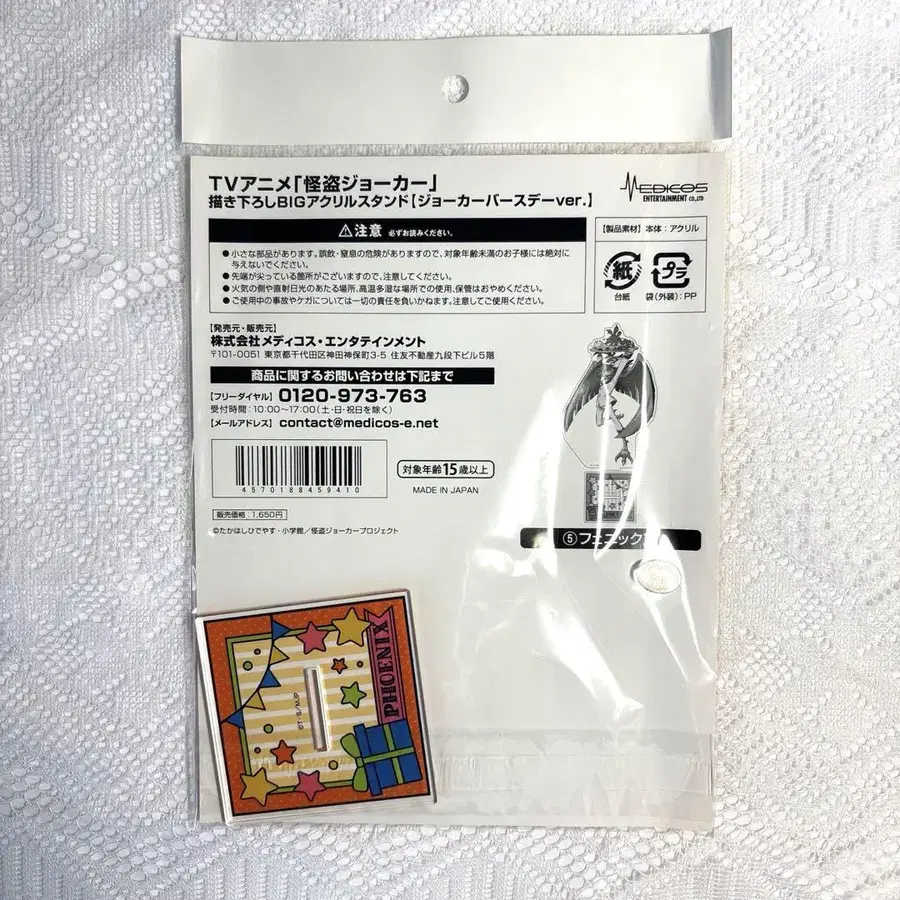 TVアニメ「怪盗ジョーカー」
描き下ろしBIGアクリルスタンド【ジョーカーバースデーver.】
MEDICOS
ENTERTAINMENT CO.,LTD
注意 必ずお読みください。
●小さな部品があります。誤飲・窒息の危険がありますので、対象年齢未満のお子様には絶対に
与えないでください。
●先端が尖っている箇所がございますので、注意してください。
●火気の側や直射日光のあたる場所、高温多湿な場所での使用、保管はおやめください。
●ご使用中の事故やケガについては一切の責任を負いかねます。注意してご使用ください。
【製品素材】本体:アクリル
紙
プラ
台紙
袋(外装):PP
【発売元・販売元】
株式会社メディコス・エンタテインメント
〒101-0051 東京都千代田区神田神保町3-5 住友不動産九段下ビル5階
商品に関するお問い合わせは下記まで
【フリーダイヤル】0120-973-763
受付時間:10:00〜17:00(土・日・祝日を除く)
【メールアドレス】contact@medicos-e.net
4570188459410
対象年齢15歳以上
MADE IN JAPAN
販売価格:1,650円
©たかはしひでやす・小学館/怪盗ジョーカープロジェクト
⑤フェニックス
PHOENIX
©T・S/MJP